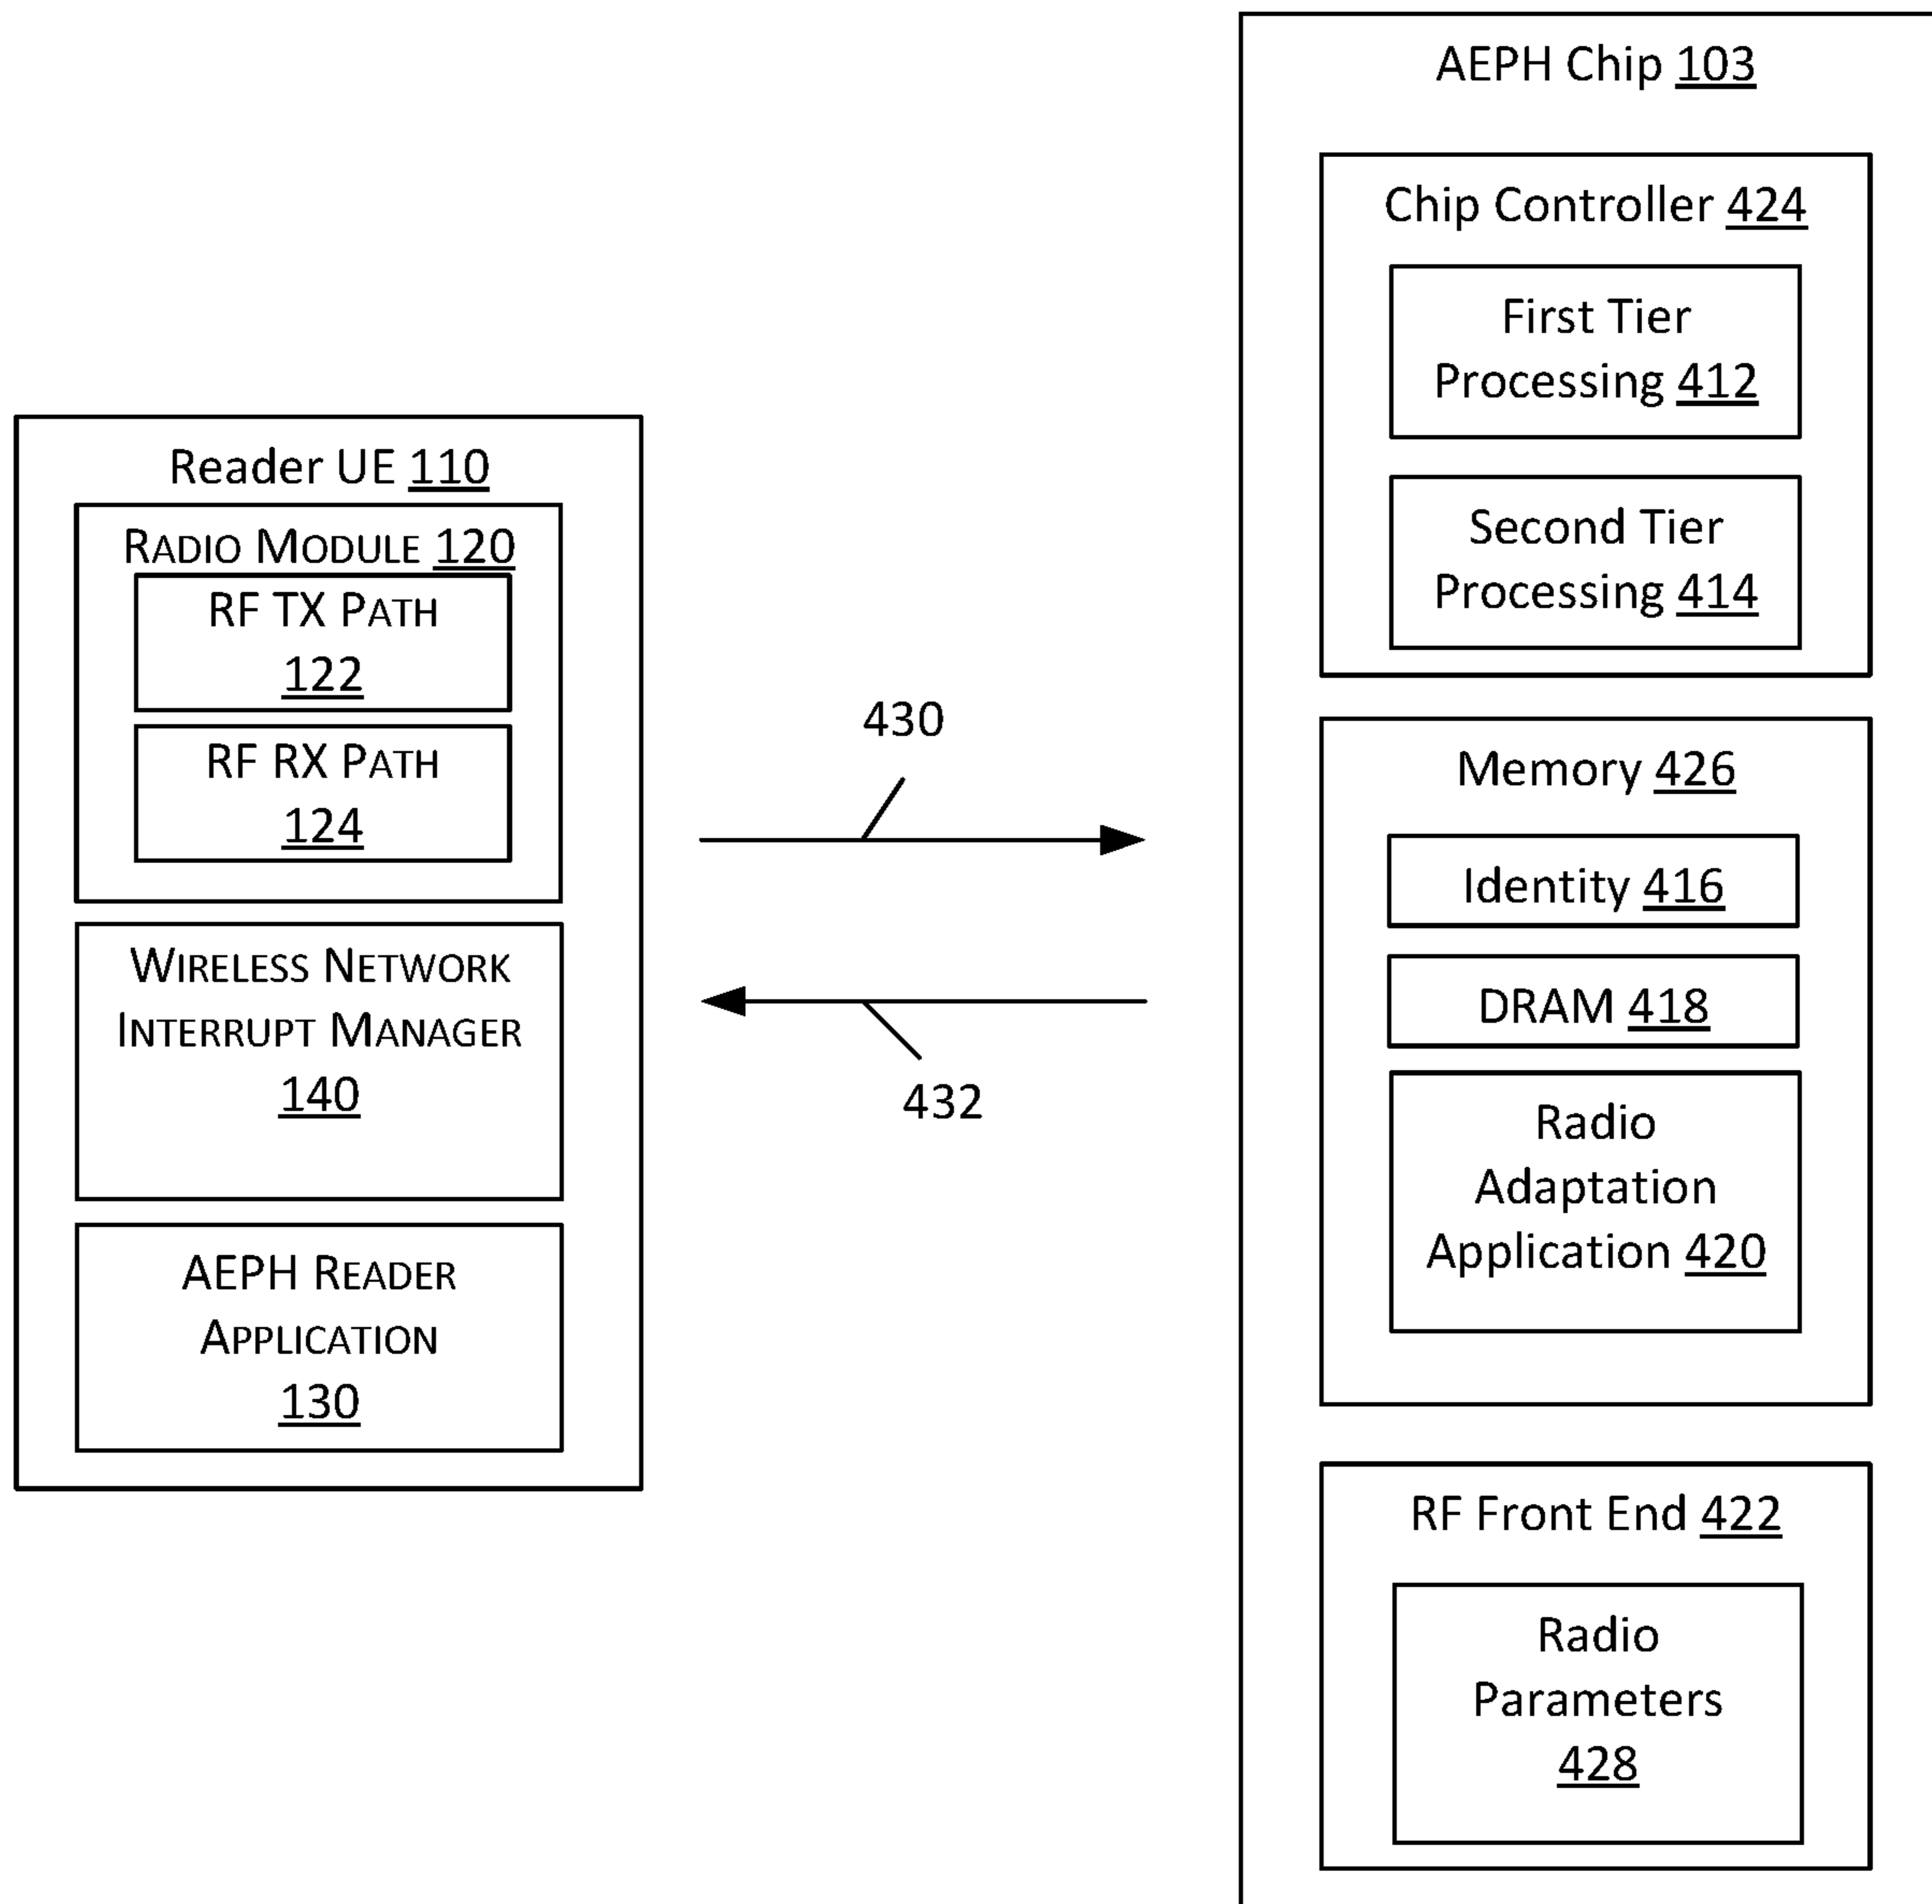 Reader UE 110
RADIO MODULE 120
RF TX PATH
122
RF RX PATH
124
WIRELESS NETWORK
INTERRUPT MANAGER
140
AEPH READER
APPLICATION
130
430
432
AEPH Chip 103
Chip Controller 424
First Tier
Processing 412
Second Tier
Processing 414
Memory 426
Identity 416
DRAM 418
Radio
Adaptation
Application 420
RF Front End 422
Radio
Parameters
428